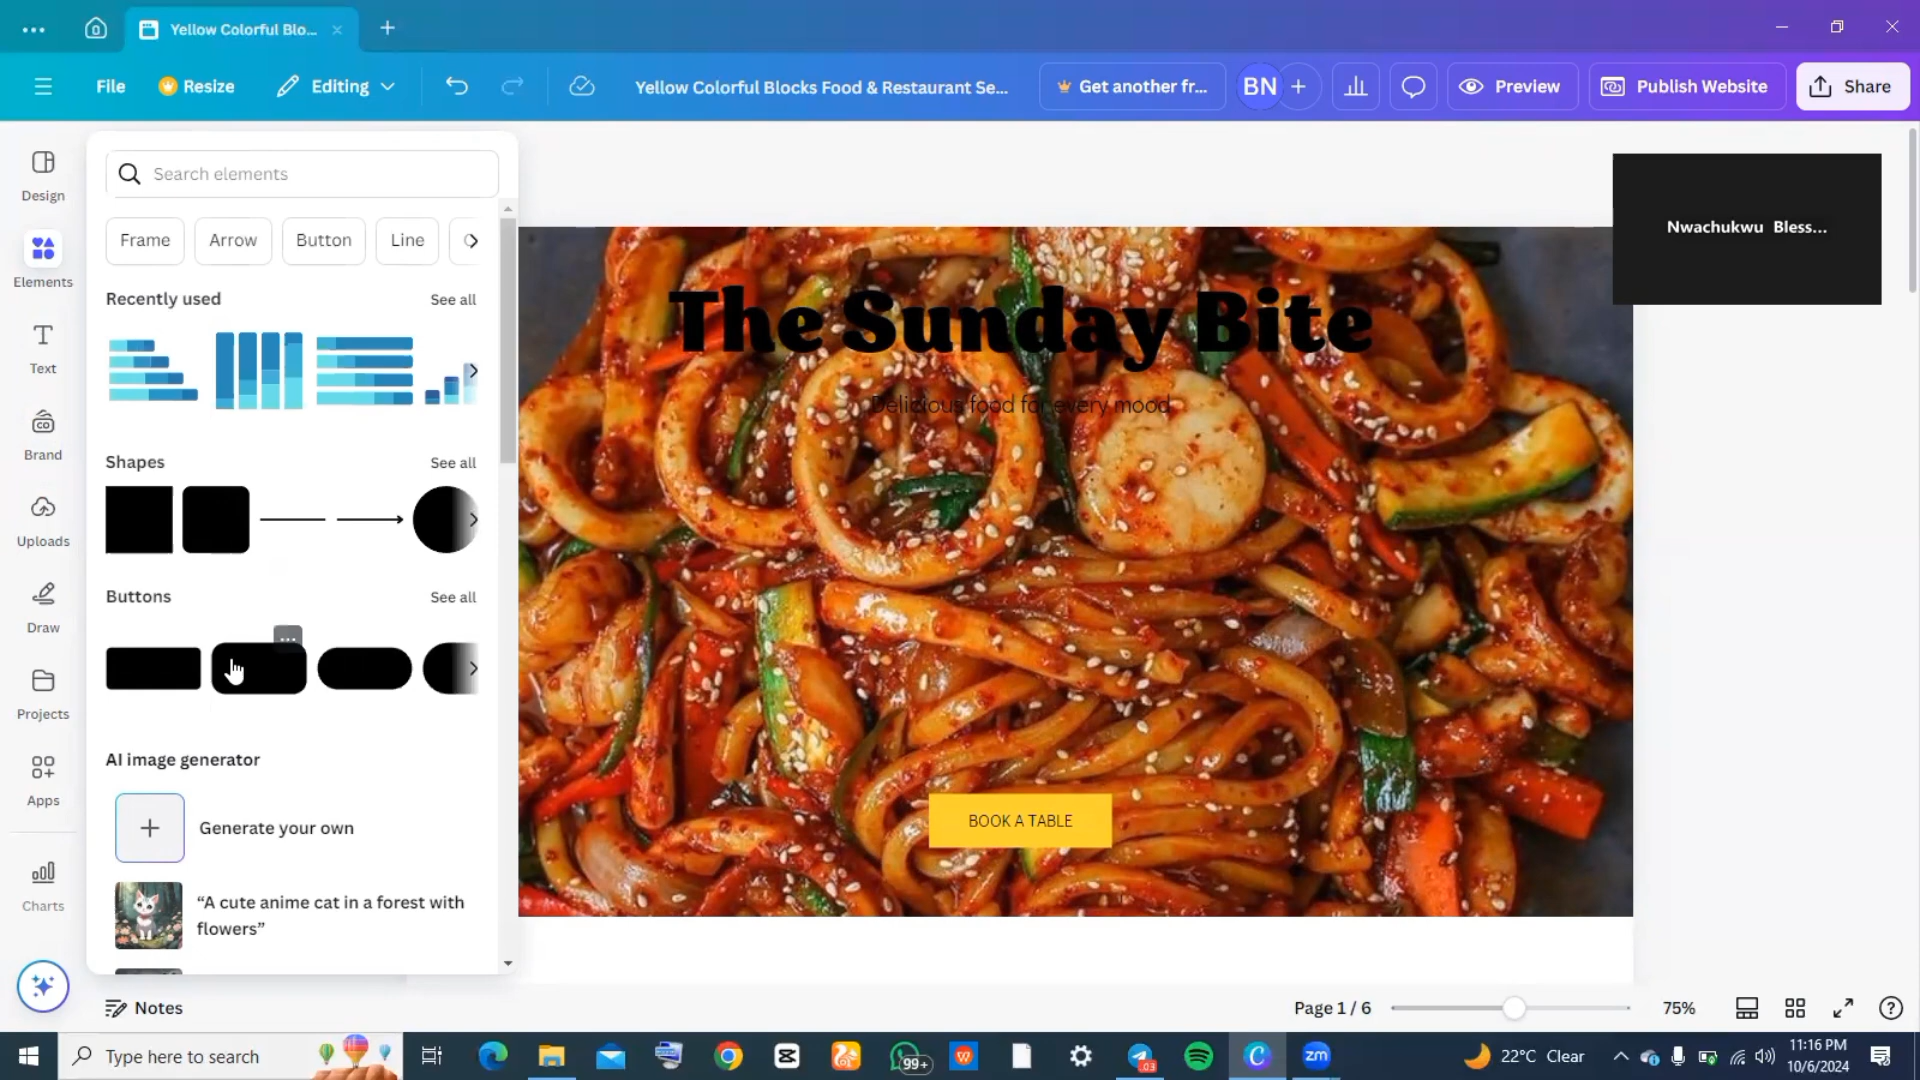 Yellow Colorful Blo...
File
Resize
Editing
Yellow Colorful Blocks Food & Restaurant Se...
Get another fr...
BN
Preview
Publish Website
Share
Design
Elements
Text
Brand
Uploads
Draw
Projects
Apps
Charts
Search elements
Frame
Arrow
Button
Line
Recently used
See all
Shapes
See all
Buttons
See all
AI image generator
Generate your own
“A cute anime cat in a forest with
flowers”
Nwachukwu Bless...
The Sunday Bite
Delicious food for every mood
BOOK A TABLE
Notes
Page 1 / 6
75%
Type here to search
99+
03
zm
22°C Clear
11:16 PM
10/6/2024